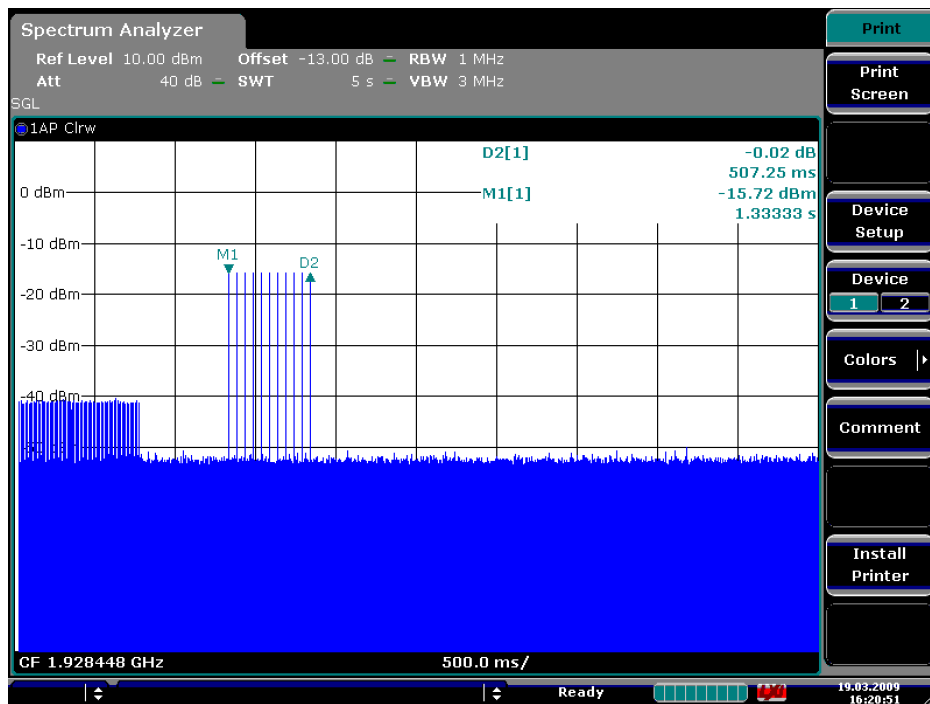 Spectrum Analyzer
Ref Level 10.00 dBm Offset -13.00 dB RBW 1 MHz
Att 40 dB SWT 5 s VBW 3 MHz
SGL
1AP Clrw
D2[1] -0.02 dB
507.25 ms
0 dBm M1[1] -15.72 dBm
1.33333 s
-10 dBm
M1
D2
-20 dBm
-30 dBm
-40 dBm
CF 1.928448 GHz 500.0 ms/
Ready
19.03.2009
16:20:51
Print
Print
Screen
Device
Setup
Device
1 2
Colors
Comment
Install
Printer